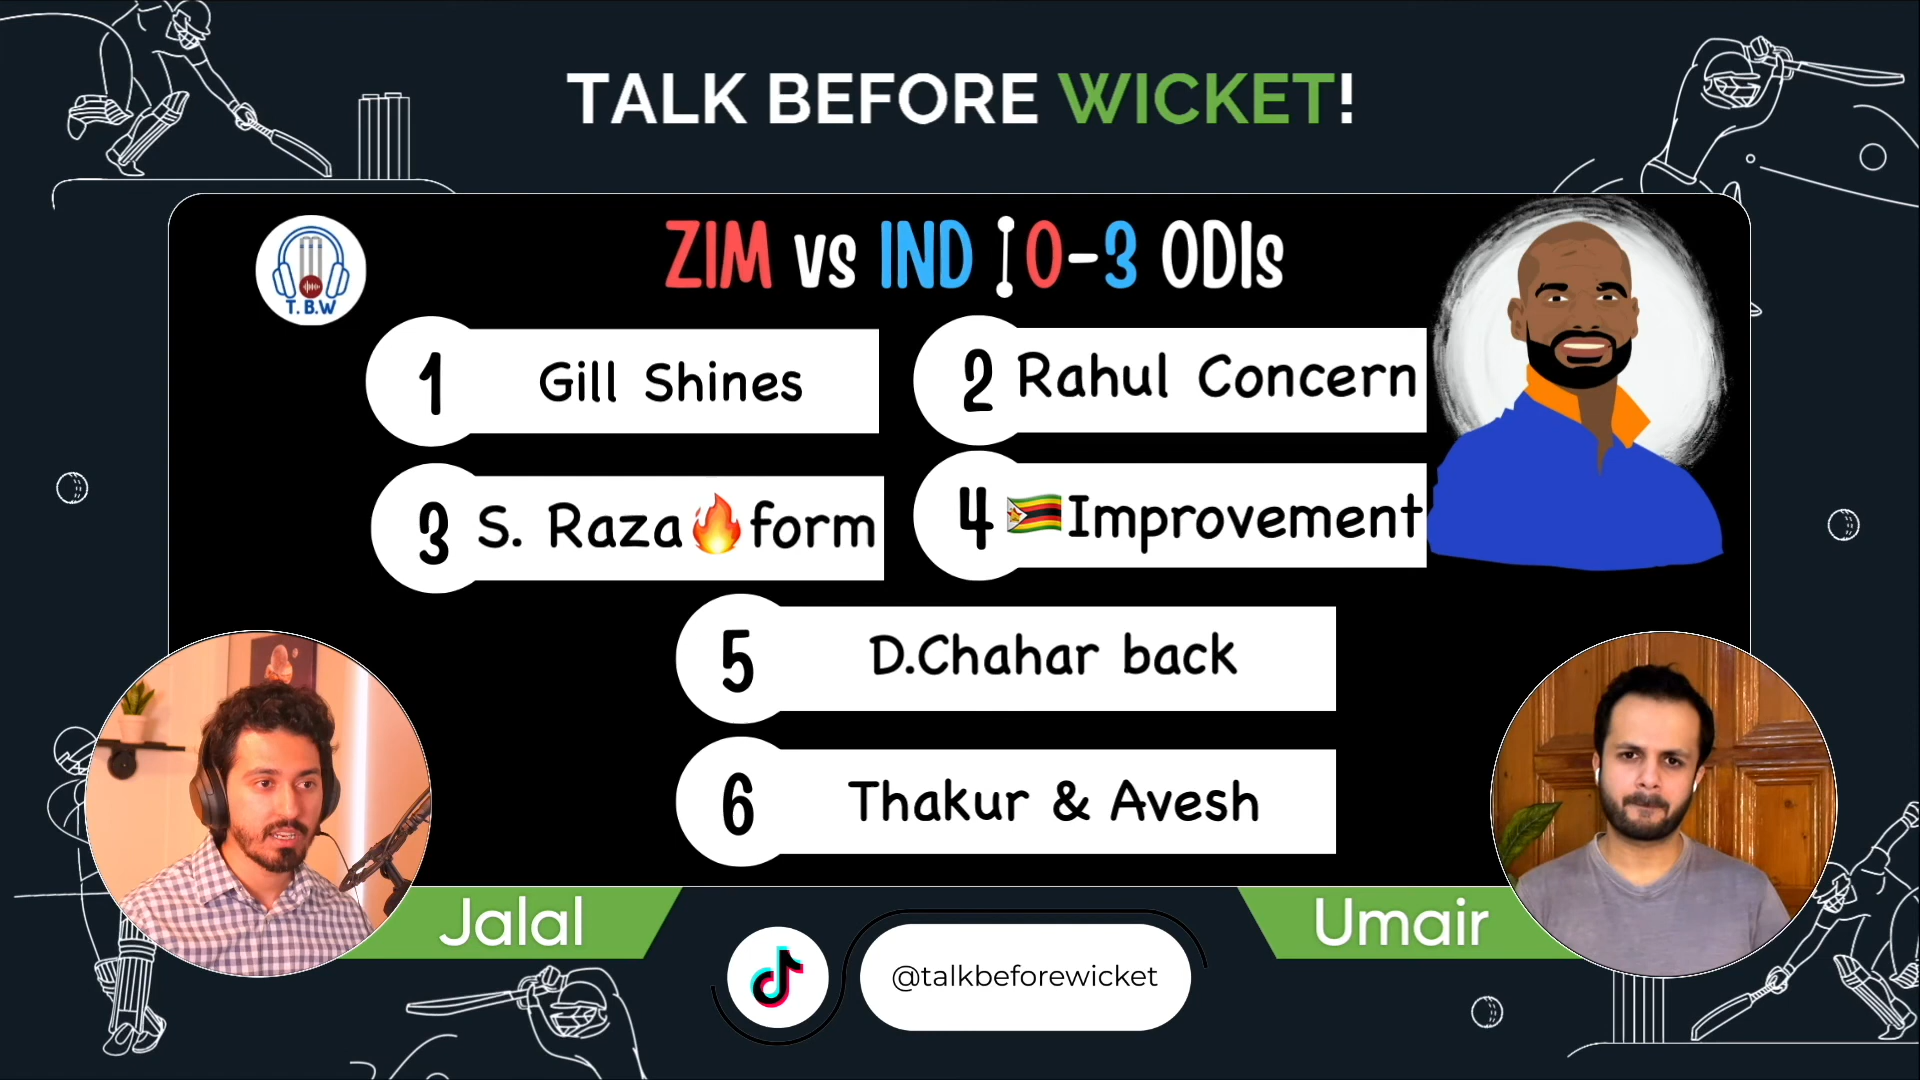 TALK BEFORE WICKET!
T. B.W
ZIM vs IND 0-3 ODIs
1 Gill Shines
2 Rahul Concern
3 S. Raza🔥form
4 🇿🇼Improvement
5 D.Chahar back
6 Thakur & Avesh
Jalal
Umair
@talkbeforewicket